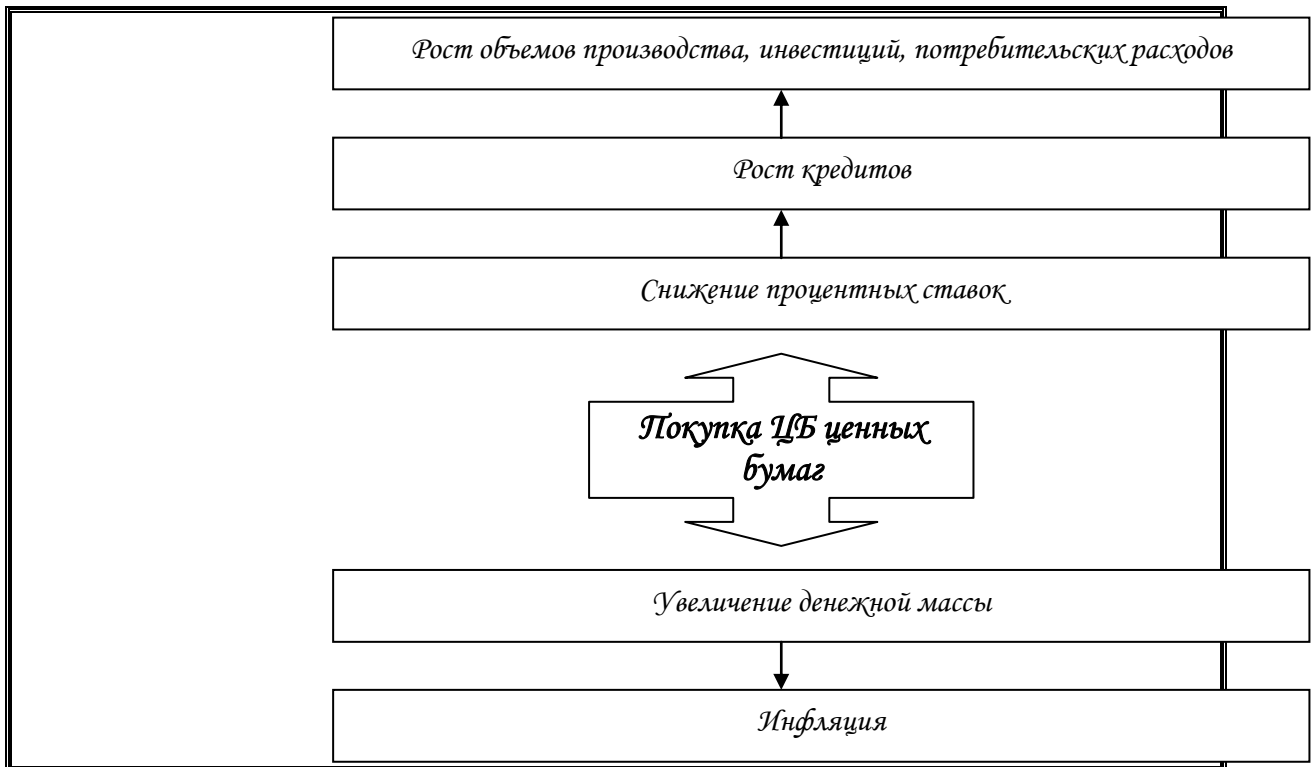 Рост объемов производства, инвестиций, потребительских расходов
Рост кредитов
Снижение процентных ставок
Покупка ЦБ ценных
бумаг
Увеличение денежной массы
Инфляция